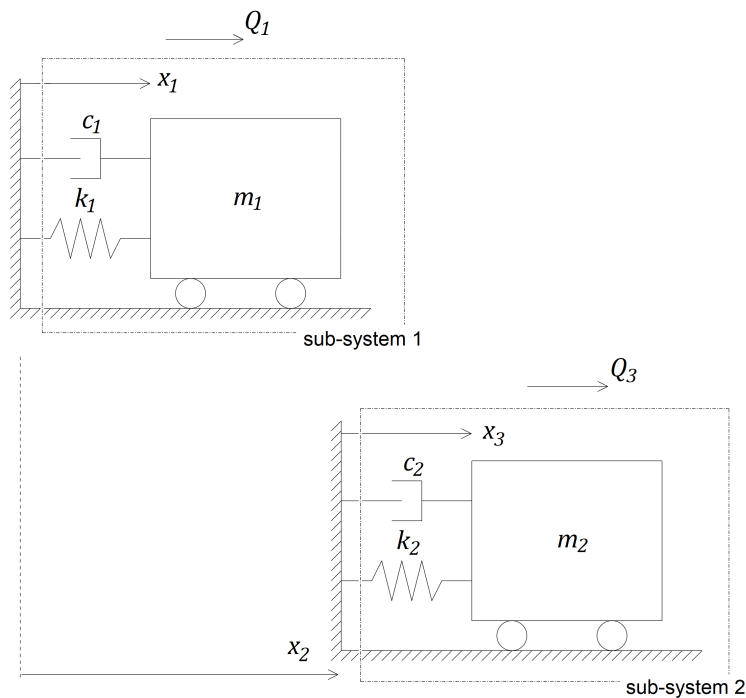 Q₁
x₁
c₁
k₁
m₁
sub-system 1
Q₃
x₃
c₂
k₂
m₂
x₂
sub-system 2